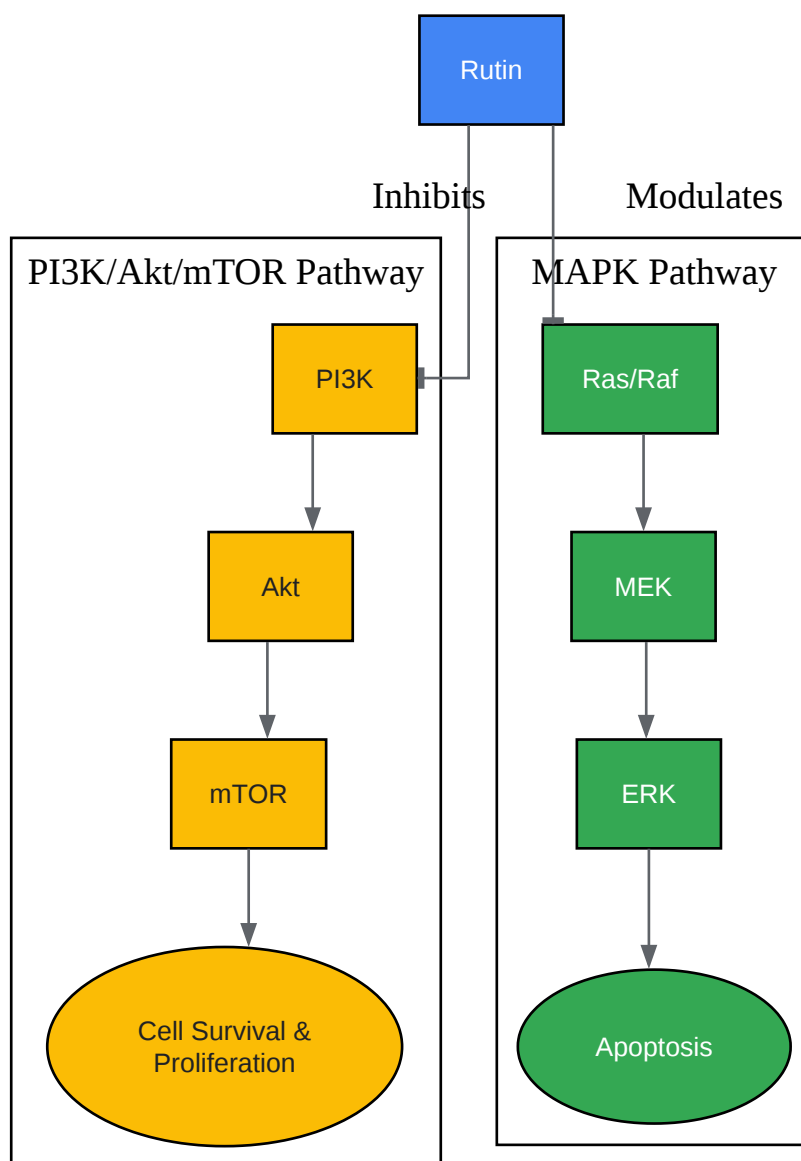 Rutin
Inhibits
Modulates
PI3K/Akt/mTOR Pathway
MAPK Pathway
PI3K
Ras/Raf
Akt
MEK
mTOR
ERK
Cell Survival &
Proliferation
Apoptosis